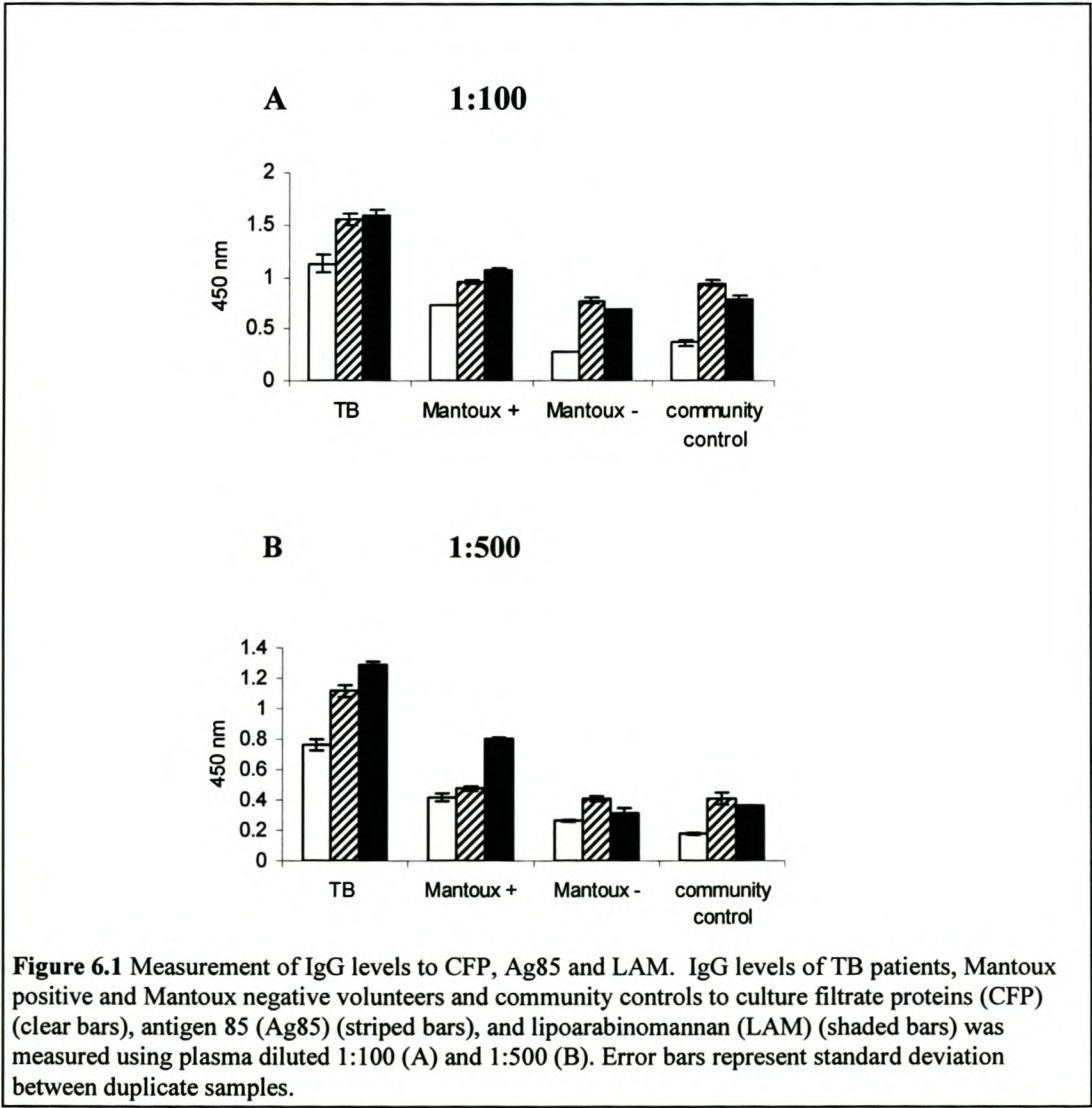 A 1:100
2
1.5
1
0.5
0
450 nm
TB Mantoux + Mantoux - community control
B 1:500
1.4
1.2
1
0.8
0.6
0.4
0.2
0
450 nm
TB Mantoux + Mantoux - community control
Figure 6.1 Measurement of IgG levels to CFP, Ag85 and LAM. IgG levels of TB patients, Mantoux
positive and Mantoux negative volunteers and community controls to culture filtrate proteins (CFP)
(clear bars), antigen 85 (Ag85) (striped bars), and lipoarabinomannan (LAM) (shaded bars) was
measured using plasma diluted 1:100 (A) and 1:500 (B). Error bars represent standard deviation
between duplicate samples.